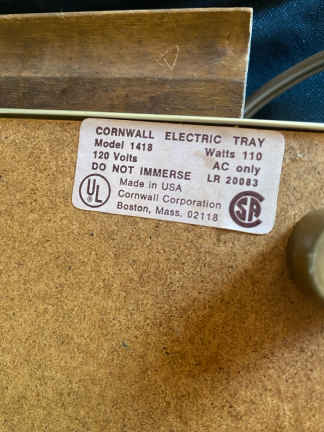 CORNWALL ELECTRIC TRAY
Model 1418 Watts 110
120 Volts AC only
DO NOT IMMERSE LR 20083
UL Made in USA
Cornwall Corporation
Boston, Mass. 02118 SA